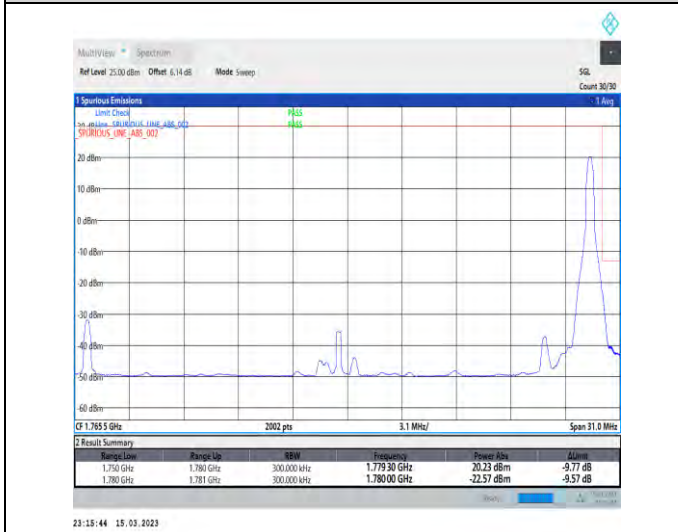 MultiView Spectrum
Ref Level 25.00 dBm Offset 6.14 dB Mode Sweep SGL
Count 30/30
1 Spurious Emissions 1 Avg
Limit Check PASS
Line SPURIOUS_LINE_ABS_002 PASS
SPURIOUS_LINE_ABS_002
20 dBm
10 dBm
0 dBm
-10 dBm
-20 dBm
-30 dBm
-40 dBm
-50 dBm
-60 dBm
CF 1.7655 GHz 2002 pts 3.1 MHz/ Span 31.0 MHz
2 Result Summary
Range Low Range Up RBW Frequency Power Abs ΔLimit
1.750 GHz 1.780 GHz 300.000 kHz 1.779 30 GHz 20.23 dBm -9.77 dB
1.780 GHz 1.781 GHz 300.000 kHz 1.780 00 GHz -22.57 dBm -9.57 dB
23:15:44 15.03.2023